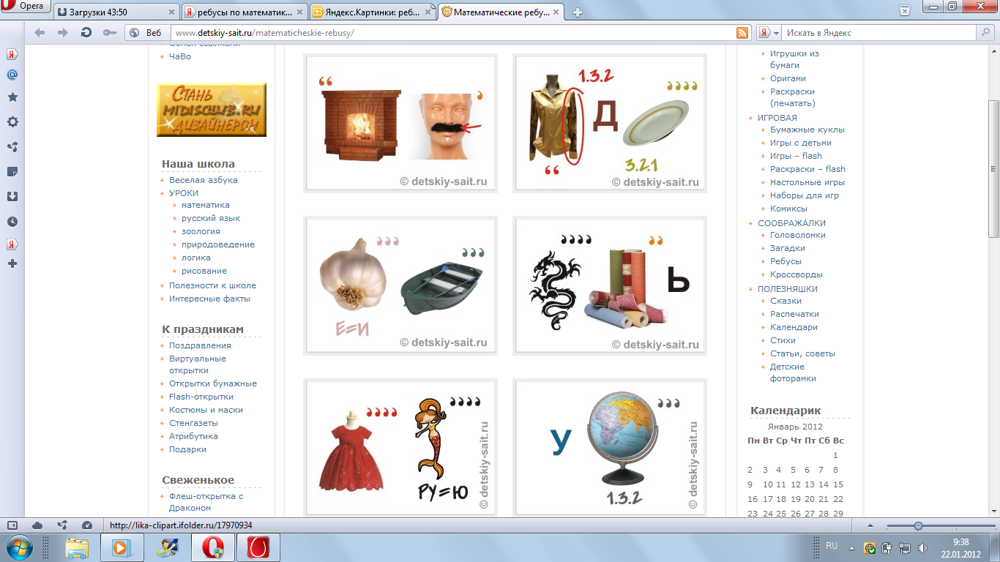 Opera
Загрузки 43:50
ребусы по математик...
Яндекс.Картинки: реб...
Математические ребу...
Веб
www.detskiy-sait.ru/matematicheskie-rebusy/
Искать в Яндекс
ЧаВо
Стань
MIDISCLUB.RU
дизайнером
Наша школа
Веселая азбука
УРОКИ
математика
русский язык
зоология
природоведение
логика
рисование
Полезности к школе
Интересные факты
К праздникам
Поздравления
Виртуальные
открытки
Открытки бумажные
Flash-открытки
Костюмы и маски
Стенгазеты
Атрибутика
Подарки
Свеженькое
Флеш-открытка с
Драконом
“
,
© detskiy-sait.ru
1.3.2
Д
,,,,
“
3.2.1
© detskiy-sait.ru
,,,
,,,
Е=И
© detskiy-sait.ru
,,,,
,,
Ь
© detskiy-sait.ru
,,,,
,,,,
РУ=Ю
© detskiy-sait.ru
У
,,,
1.3.2
© detskiy-sait.ru
Игрушки из
бумаги
Оригами
Раскраски
(печатать)
ИГРОВАЯ
Бумажные куклы
Игры с детьми
Игры – flash
Раскраски – flash
Настольные игры
Наборы для игр
Комиксы
СООБРАЖАЛКИ
Головоломки
Загадки
Ребусы
Кроссворды
ПОЛЕЗНЯШКИ
Сказки
Распечатки
Календари
Стихи
Статьи, советы
Детские
фоторамки
Календарик
Январь 2012
Пн Вт Ср Чт Пт Сб Вс
1
2 3 4 5 6 7 8
9 10 11 12 13 14 15
16 17 18 19 20 21 22
23 24 25 26 27 28 29
http://lika-clipart.ifolder.ru/17970934
RU
9:38
22.01.2012